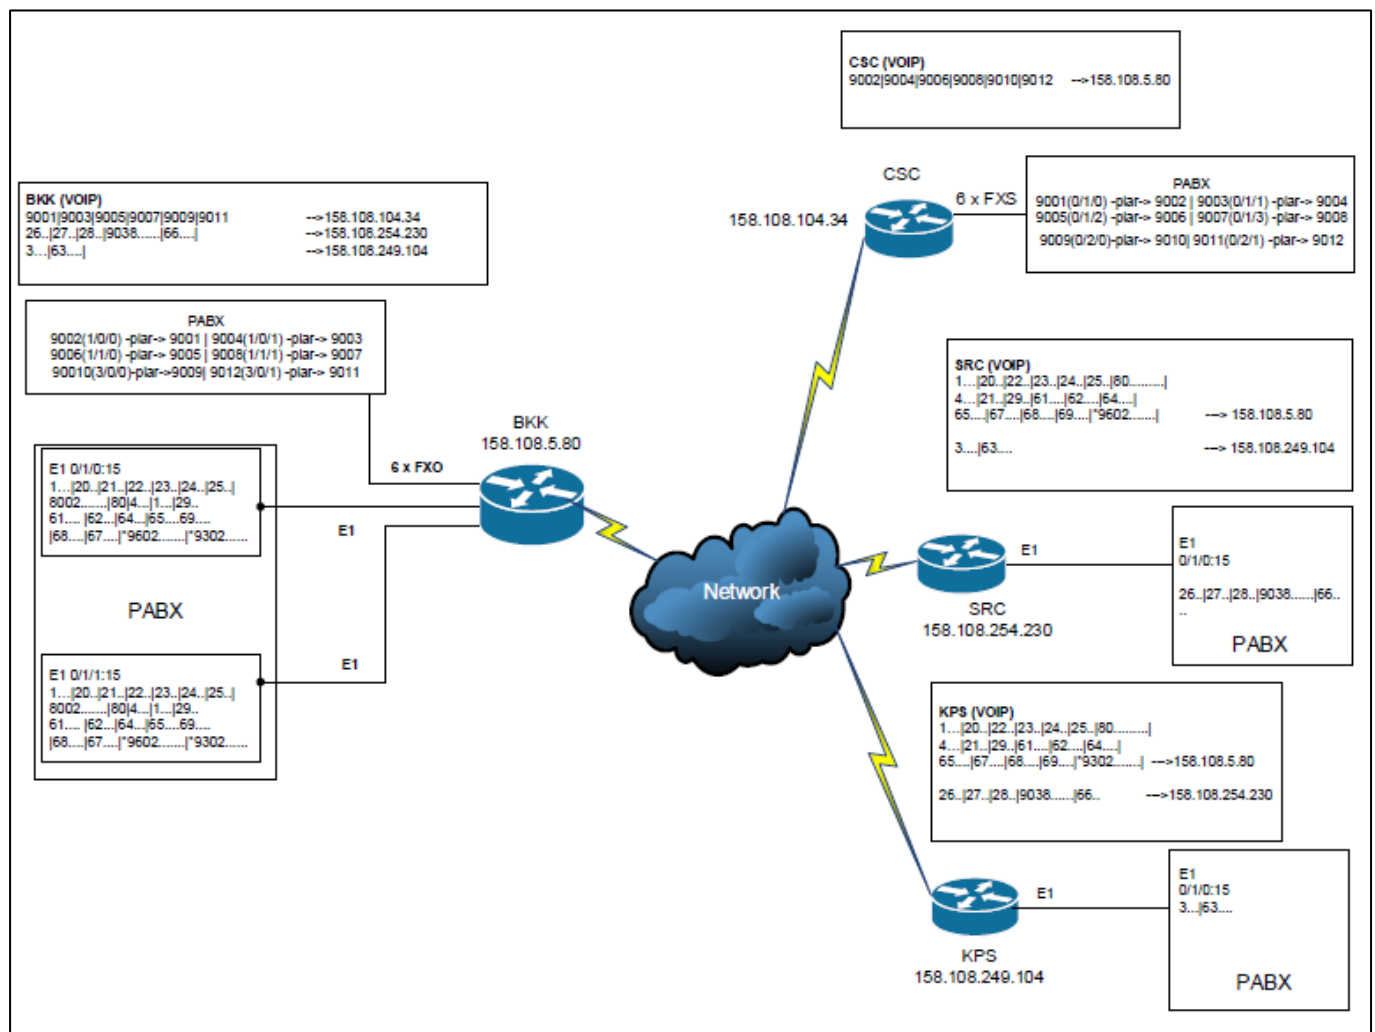 CSC (VOIP)
9002|9004|9006|9008|9010|9012 -->158.108.5.80
CSC
158.108.104.34
6 x FXS
PABX
9001(0/1/0) -plar-> 9002 | 9003(0/1/1) -plar-> 9004
9005(0/1/2) -plar-> 9006 | 9007(0/1/3) -plar-> 9008
9009(0/2/0)-plar-> 9010| 9011(0/2/1) -plar-> 9012
BKK (VOIP)
9001|9003|9005|9007|9009|9011 -->158.108.104.34
26..|27..|28..|9038......|66....| -->158.108.254.230
3...|63....| -->158.108.249.104
PABX
9002(1/0/0) -plar-> 9001 | 9004(1/0/1) -plar-> 9003
9006(1/1/0) -plar-> 9005 | 9008(1/1/1) -plar-> 9007
90010(3/0/0)-plar->9009| 9012(3/0/1) -plar-> 9011
BKK
158.108.5.80
6 x FXO
E1 0/1/0:15
1...|20..|21..|22..|23..|24..|25..|
8002.......|80|4...|1...|29..
61.... |62...|64...|65....69....
|68....|67....|*9602.......|*9302......
E1
PABX
E1
E1 0/1/1:15
1...|20..|21..|22..|23..|24..|25..|
8002.......|80|4...|1...|29..
61.... |62...|64...|65....69....
|68....|67....|*9602.......|*9302......
Network
SRC (VOIP)
1...|20..|22..|23..|24..|25..|80.........|
4...|21..|29..|61....|62....|64....|
65....|67....|68....|69....|*9602.......| ---> 158.108.5.80
3....|63.... ---> 158.108.249.104
E1
SRC
158.108.254.230
E1
0/1/0:15
26..|27..|28..|9038......|66..
..
PABX
KPS (VOIP)
1...|20..|22..|23..|24..|25..|80.........|
4...|21..|29..|61....|62....|64....|
65....|67....|68....|69....|*9302.......| --->158.108.5.80
26..|27..|28..|9038......|66.. --->158.108.254.230
E1
KPS
158.108.249.104
E1
0/1/0:15
3...|63....
PABX